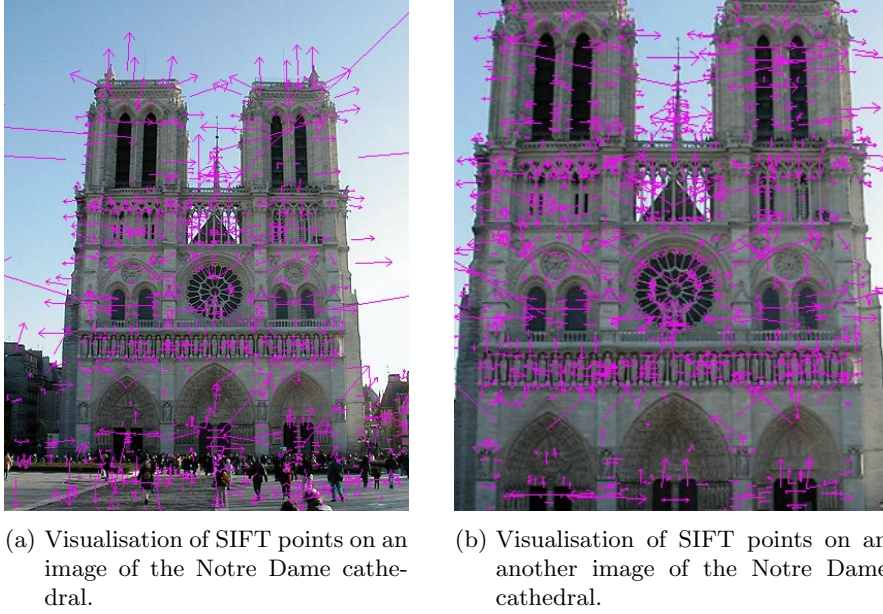 (a) Visualisation of SIFT points on an
image of the Notre Dame cathe-
dral.
(b) Visualisation of SIFT points on an
another image of the Notre Dame
cathedral.